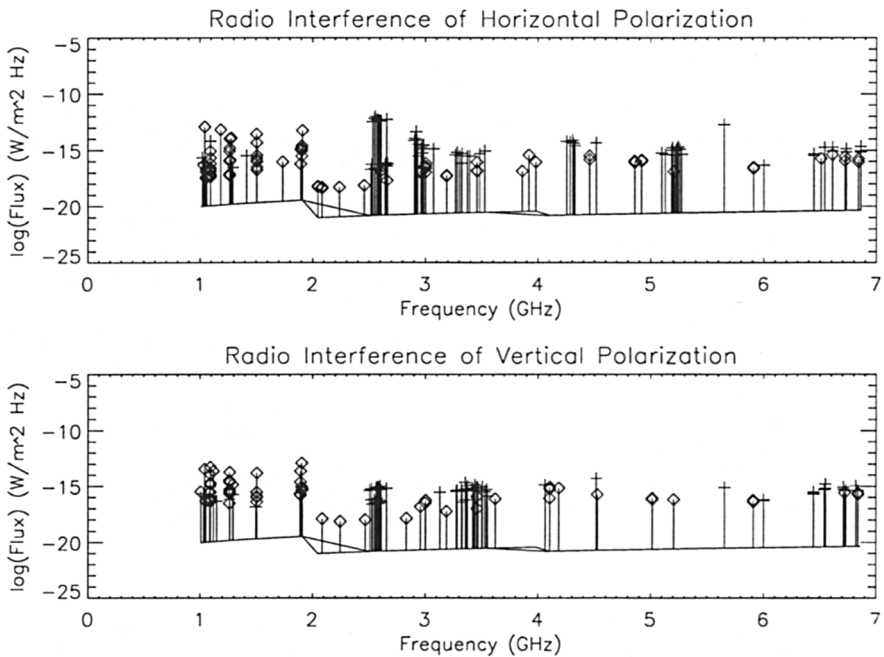 Radio Interference of Horizontal Polarization
log(Flux) (W/m^2 Hz)
-5
-10
-15
-20
-25
0 1 2 3 4 5 6 7
Frequency (GHz)
Radio Interference of Vertical Polarization
log(Flux) (W/m^2 Hz)
-5
-10
-15
-20
-25
0 1 2 3 4 5 6 7
Frequency (GHz)